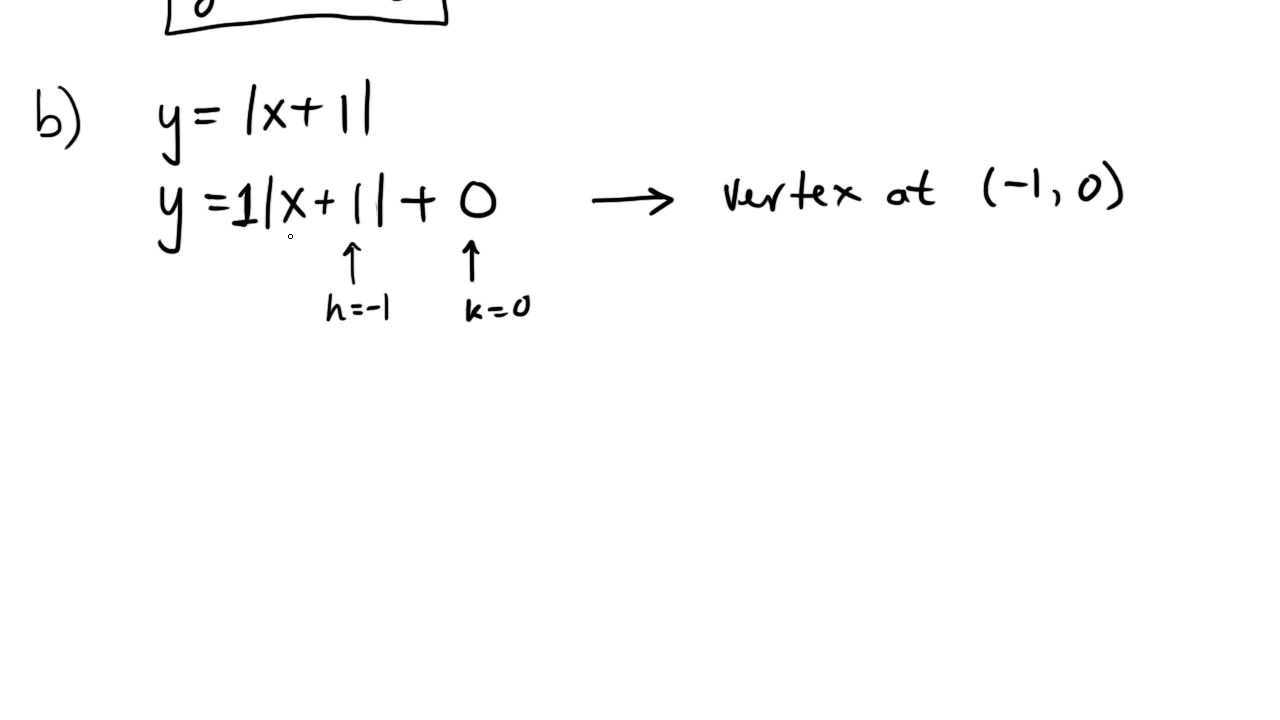 b) y = |x+1|
y = 1|x+1| + 0 → vertex at (-1, 0)
↑ ↑
h=-1 k=0